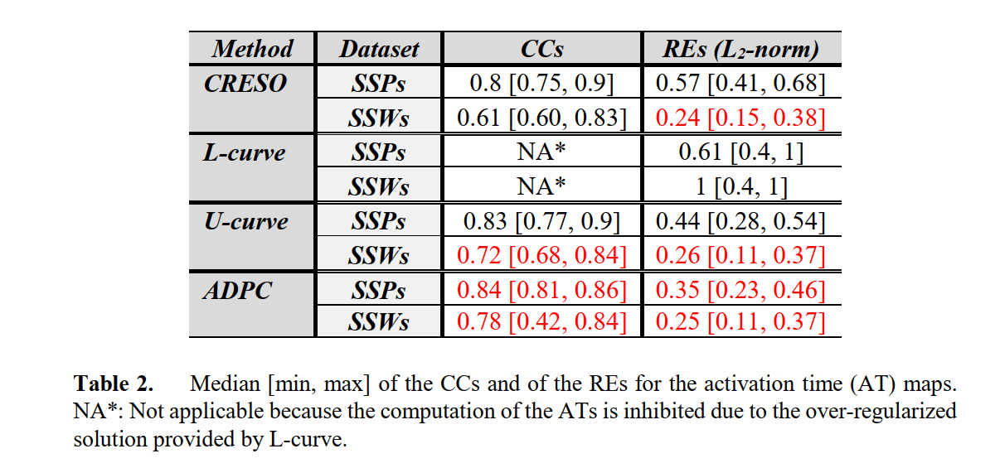 Method Dataset CCs REs (L₂-norm)
CRESO SSPs 0.8 [0.75, 0.9] 0.57 [0.41, 0.68]
SSWs 0.61 [0.60, 0.83] 0.24 [0.15, 0.38]
L-curve SSPs NA* 0.61 [0.4, 1]
SSWs NA* 1 [0.4, 1]
U-curve SSPs 0.83 [0.77, 0.9] 0.44 [0.28, 0.54]
SSWs 0.72 [0.68, 0.84] 0.26 [0.11, 0.37]
ADPC SSPs 0.84 [0.81, 0.86] 0.35 [0.23, 0.46]
SSWs 0.78 [0.42, 0.84] 0.25 [0.11, 0.37]
Table 2. Median [min, max] of the CCs and of the REs for the activation time (AT) maps.
NA*: Not applicable because the computation of the ATs is inhibited due to the over-regularized
solution provided by L-curve.